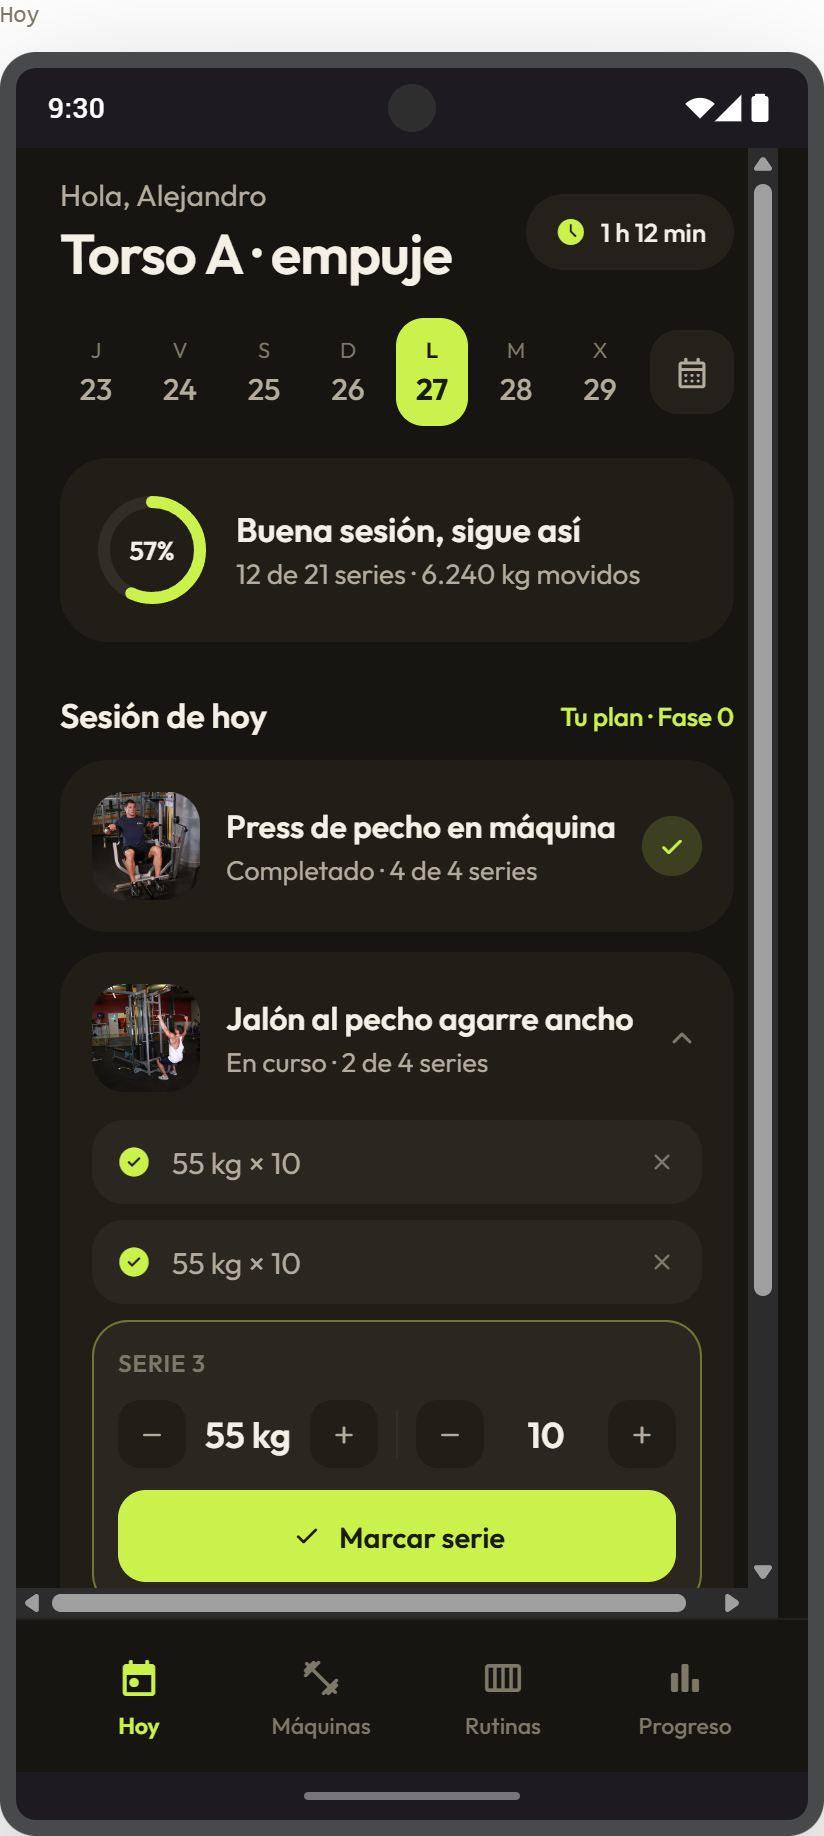 Hoy
9:30
Hola, Alejandro
Torso A · empuje
1 h 12 min
J V S D L M X
23 24 25 26 27 28 29
57%
Buena sesión, sigue así
12 de 21 series · 6.240 kg movidos
Sesión de hoy
Tu plan · Fase 0
Press de pecho en máquina
Completado · 4 de 4 series
Jalón al pecho agarre ancho
En curso · 2 de 4 series
55 kg × 10
55 kg × 10
SERIE 3
− 55 kg + − 10 +
Marcar serie
Hoy Máquinas Rutinas Progreso